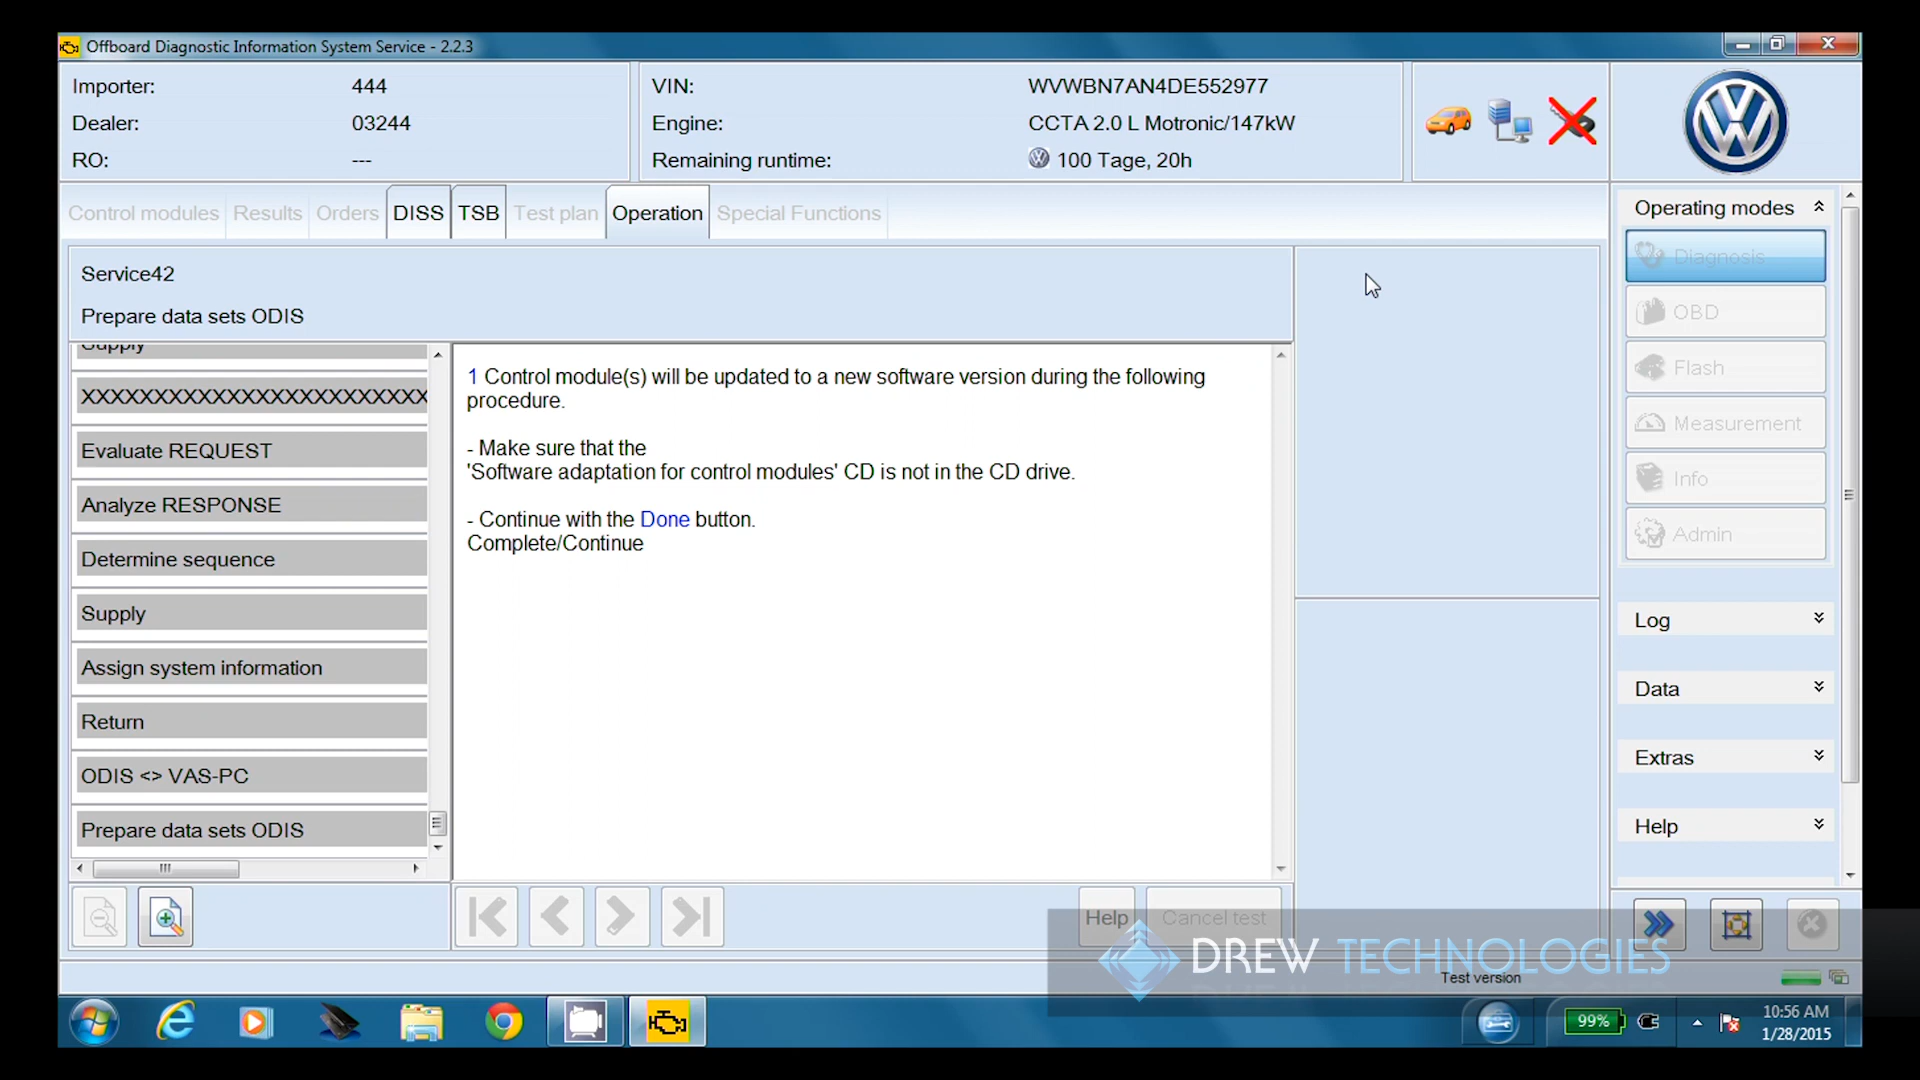 Offboard Diagnostic Information System Service - 2.2.3
Importer: 444
Dealer: 03244
RO: ---
VIN: WVWBN7AN4DE552977
Engine: CCTA 2.0 L Motronic/147kW
Remaining runtime: 100 Tage, 20h
Control modules Results Orders DISS TSB Test plan Operation Special Functions
Service42
Prepare data sets ODIS
Supply
XXXXXXXXXXXXXXXXXXXXXXXX
Evaluate REQUEST
Analyze RESPONSE
Determine sequence
Supply
Assign system information
Return
ODIS <> VAS-PC
Prepare data sets ODIS
1 Control module(s) will be updated to a new software version during the following
procedure.
- Make sure that the
'Software adaptation for control modules' CD is not in the CD drive.
- Continue with the Done button.
Complete/Continue
Help Cancel test
Operating modes
Diagnosis
OBD
Flash
Measurement
Info
Admin
Log
Data
Extras
Help
DREW TECHNOLOGIES
Test version
99%
10:56 AM
1/28/2015